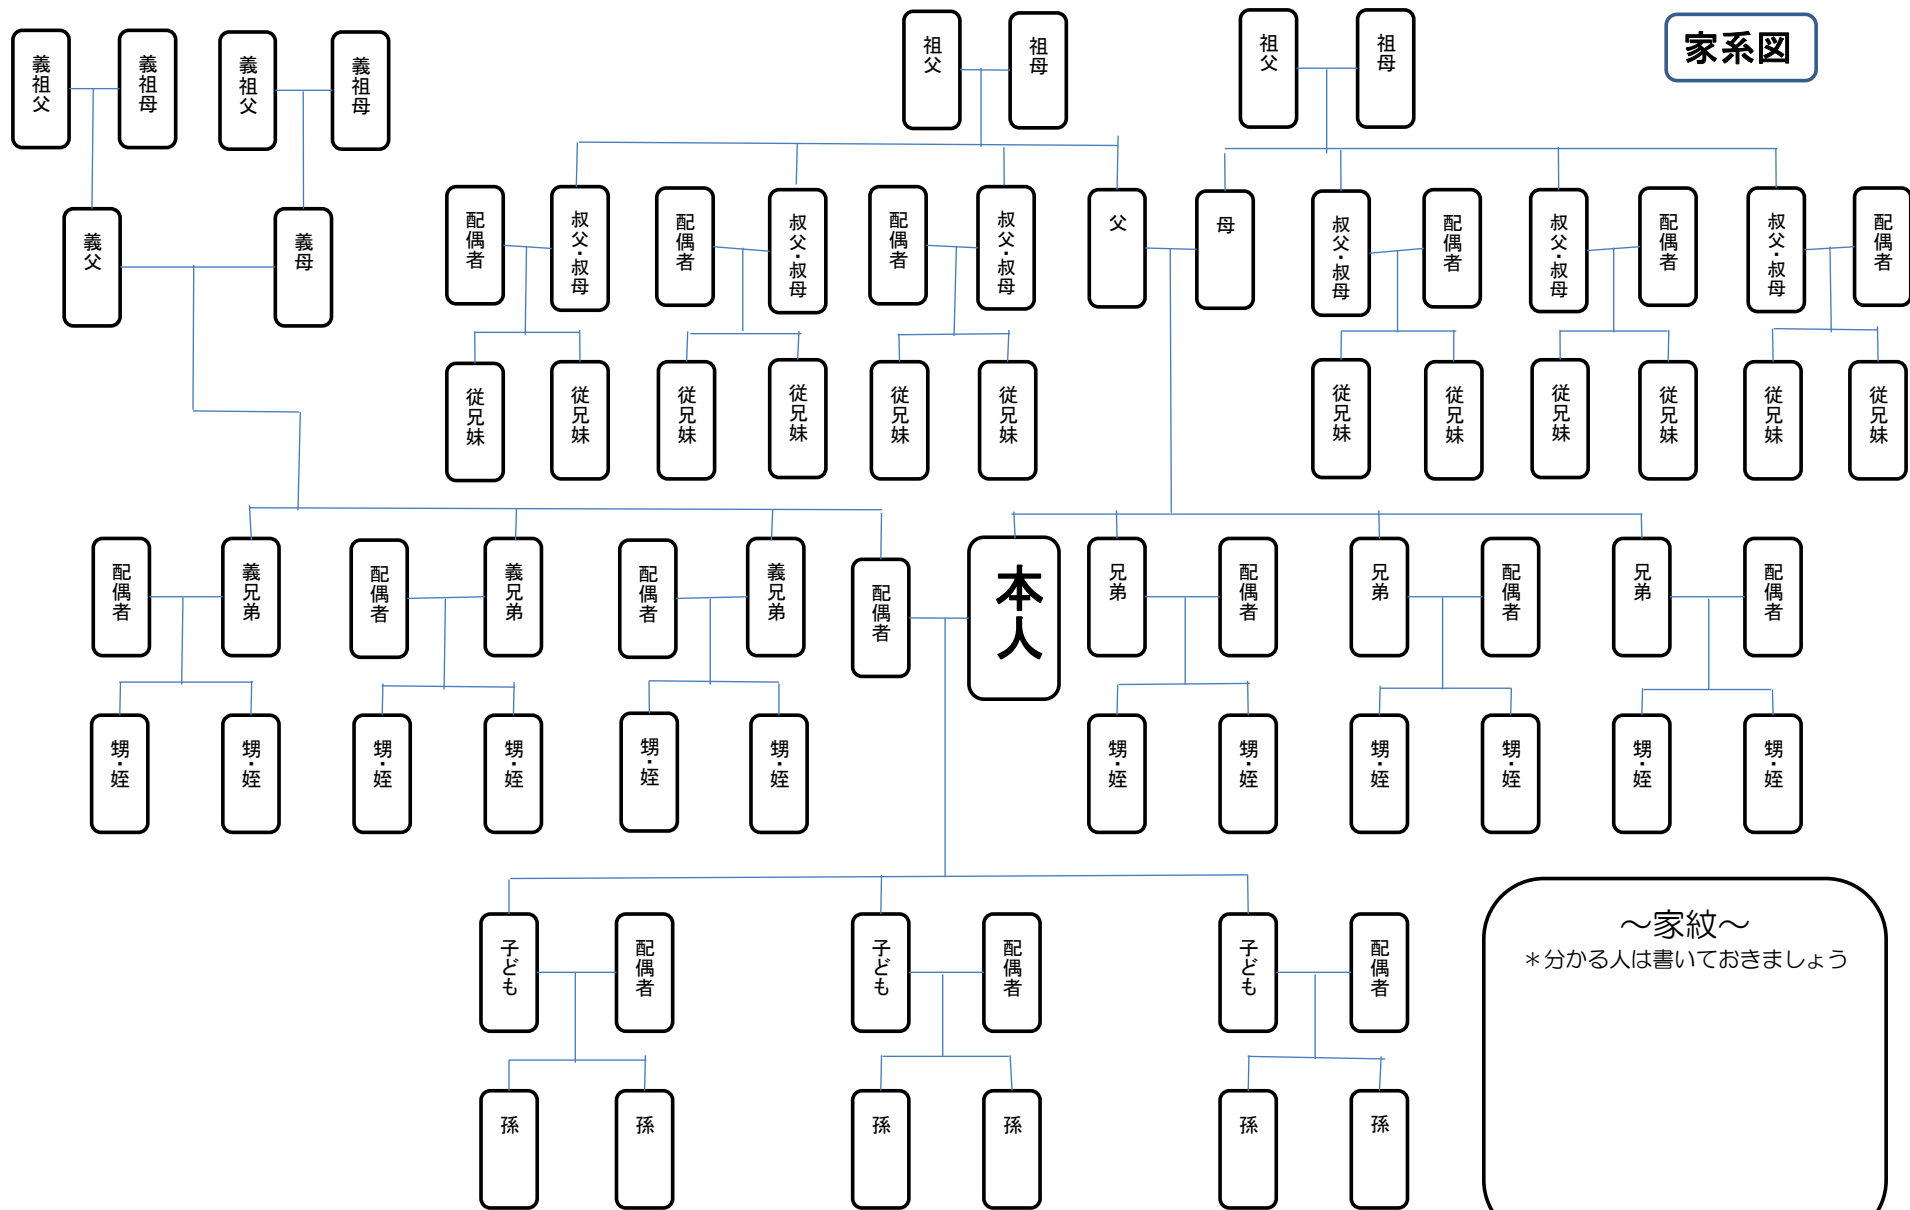 家系図
祖父
祖母
祖父
祖母
義祖父
義祖母
義祖父
義祖母
配偶者
叔父・叔母
配偶者
叔父・叔母
配偶者
叔父・叔母
父
母
叔父・叔母
配偶者
叔父・叔母
配偶者
叔父・叔母
配偶者
義父
義母
従兄妹
従兄妹
従兄妹
従兄妹
従兄妹
従兄妹
従兄妹
従兄妹
従兄妹
従兄妹
従兄妹
従兄妹
配偶者
義兄弟
配偶者
義兄弟
配偶者
義兄弟
配偶者
本人
兄弟
配偶者
兄弟
配偶者
兄弟
配偶者
甥・姪
甥・姪
甥・姪
甥・姪
甥・姪
甥・姪
甥・姪
甥・姪
甥・姪
甥・姪
甥・姪
甥・姪
子ども
配偶者
子ども
配偶者
子ども
配偶者
孫
孫
孫
孫
孫
孫
～家紋～
＊分かる人は書いておきましょう